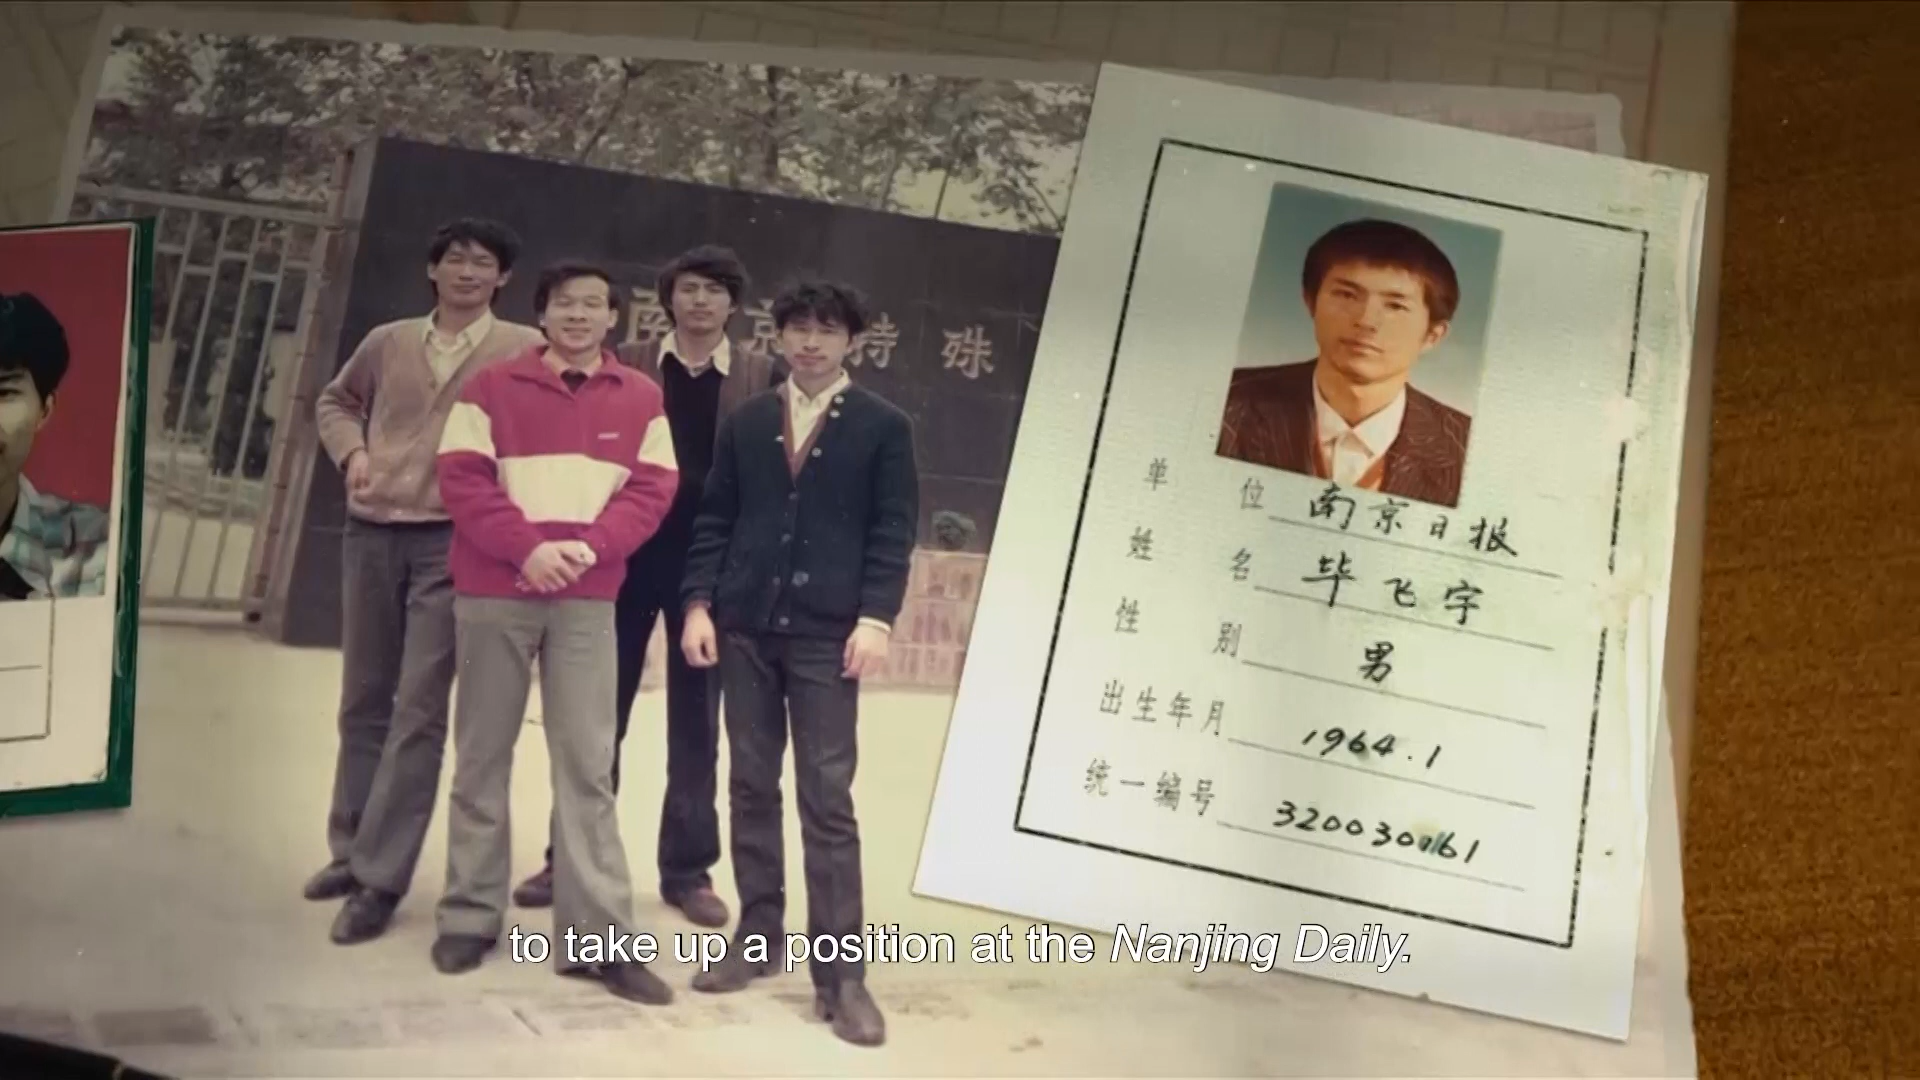 南京特殊
单位 南京日报
姓名 毕飞宇
性别 男
出生年月 1964.1
统一编号 320030161
to take up a position at the Nanjing Daily.